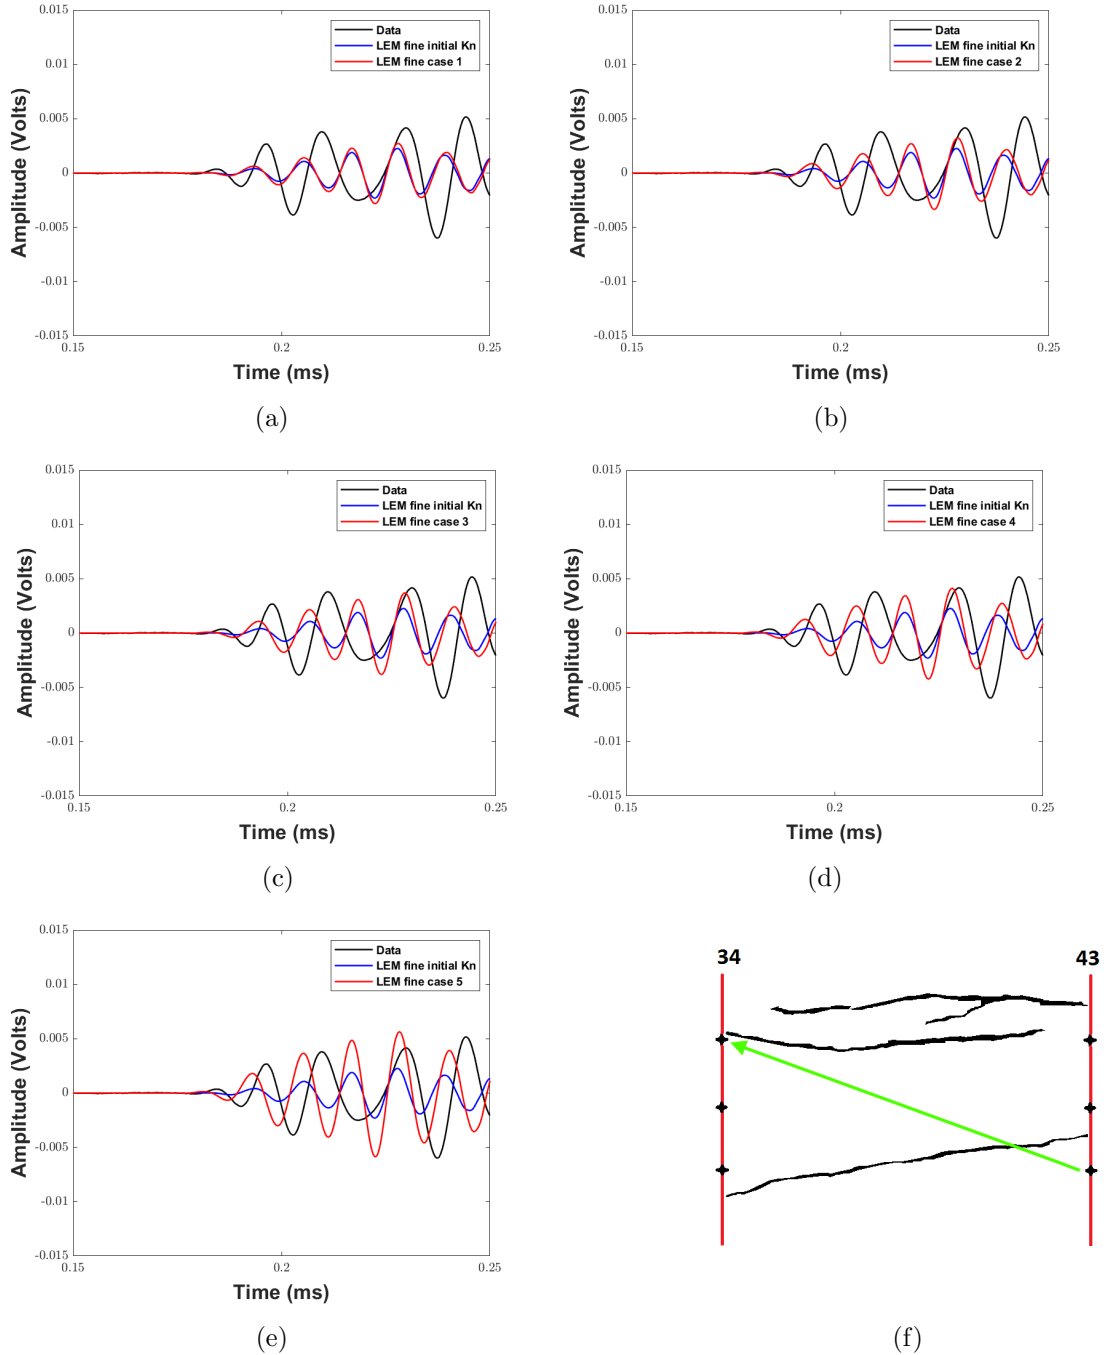 0.015
0.01
0.005
0
-0.005
-0.01
-0.015
0.15
0.2
0.25
Amplitude (Volts)
Time (ms)
Data
LEM fine initial Kn
LEM fine case 1
(a)
0.015
0.01
0.005
0
-0.005
-0.01
-0.015
0.15
0.2
0.25
Amplitude (Volts)
Time (ms)
Data
LEM fine initial Kn
LEM fine case 2
(b)
0.015
0.01
0.005
0
-0.005
-0.01
-0.015
0.15
0.2
0.25
Amplitude (Volts)
Time (ms)
Data
LEM fine initial Kn
LEM fine case 3
(c)
0.015
0.01
0.005
0
-0.005
-0.01
-0.015
0.15
0.2
0.25
Amplitude (Volts)
Time (ms)
Data
LEM fine initial Kn
LEM fine case 4
(d)
0.015
0.01
0.005
0
-0.005
-0.01
-0.015
0.15
0.2
0.25
Amplitude (Volts)
Time (ms)
Data
LEM fine initial Kn
LEM fine case 5
(e)
34
43
(f)